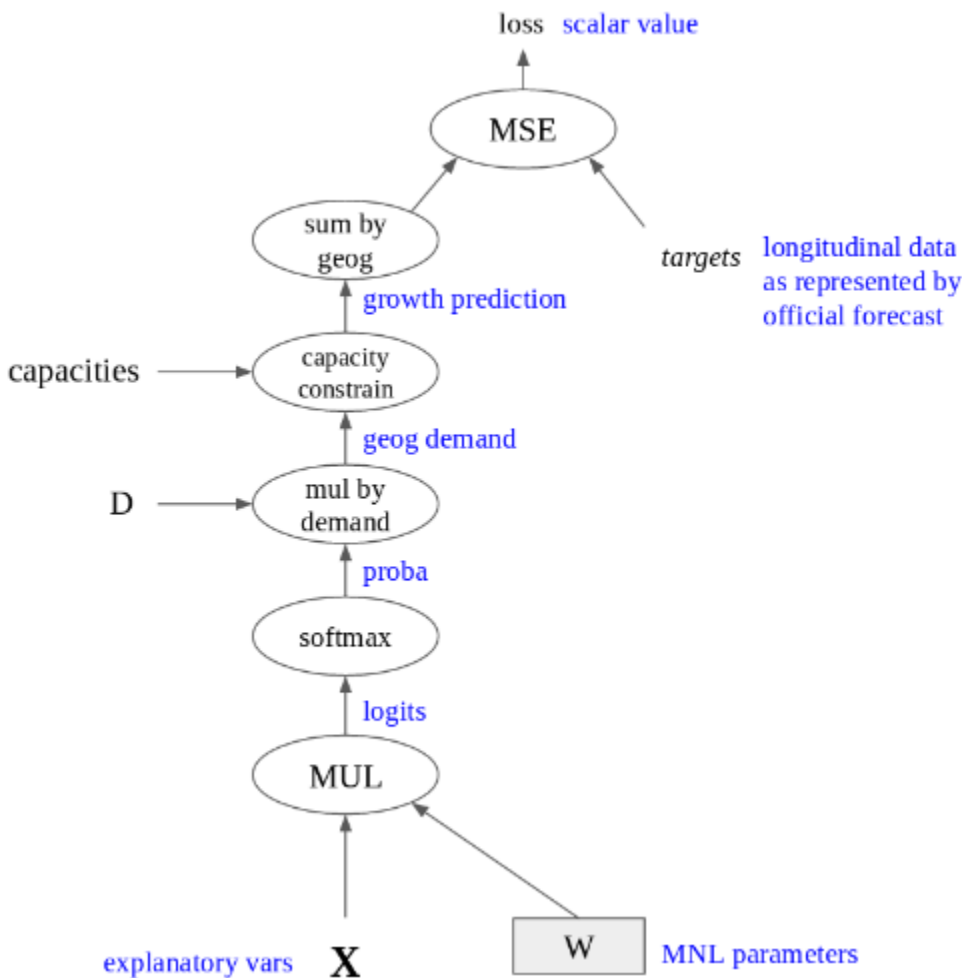 loss scalar value
MSE
sum by
geog
targets
longitudinal data
as represented by
official forecast
growth prediction
capacities
capacity
constrain
geog demand
D
mul by
demand
proba
softmax
logits
MUL
explanatory vars X
W
MNL parameters